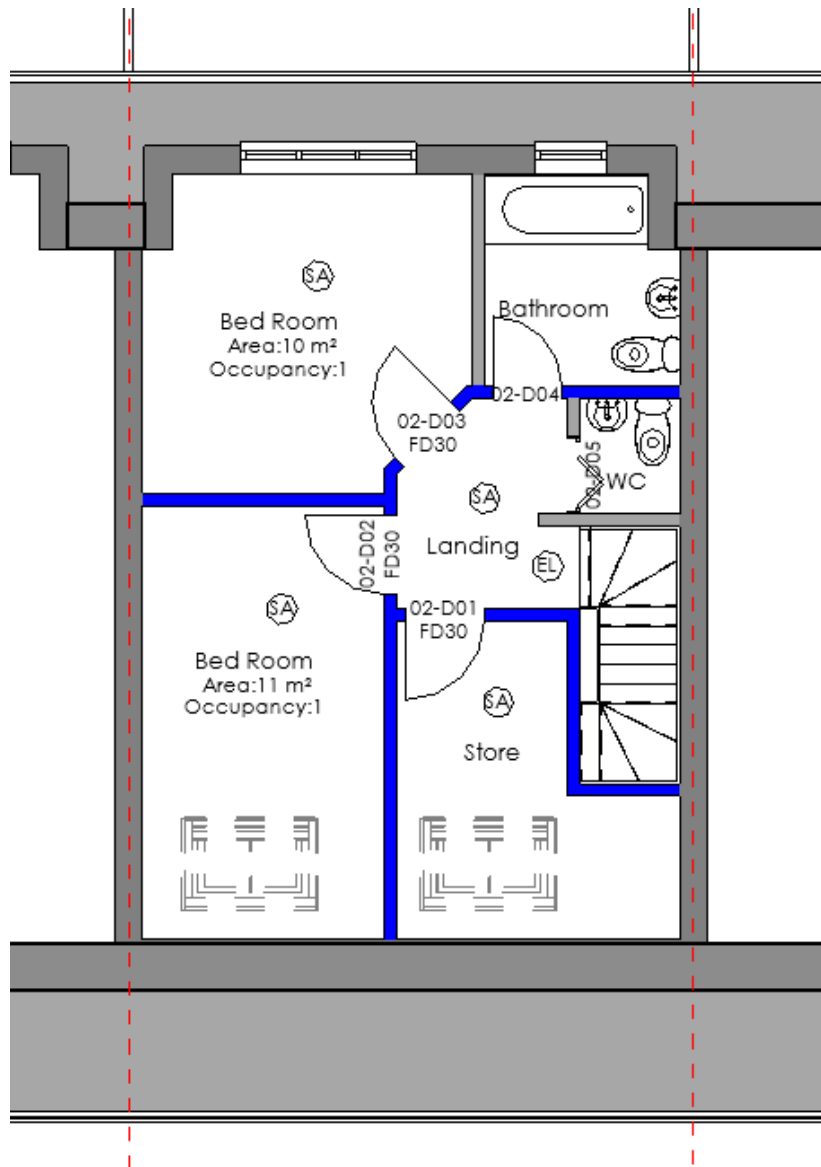 SA
Bed Room
Area:10 m²
Occupancy:1
Bathroom
02-D04
02-D03
FD30
02-D05
WC
SA
Landing
02-D02
FD30
EL
02-D01
FD30
SA
Bed Room
Area:11 m²
Occupancy:1
SA
Store